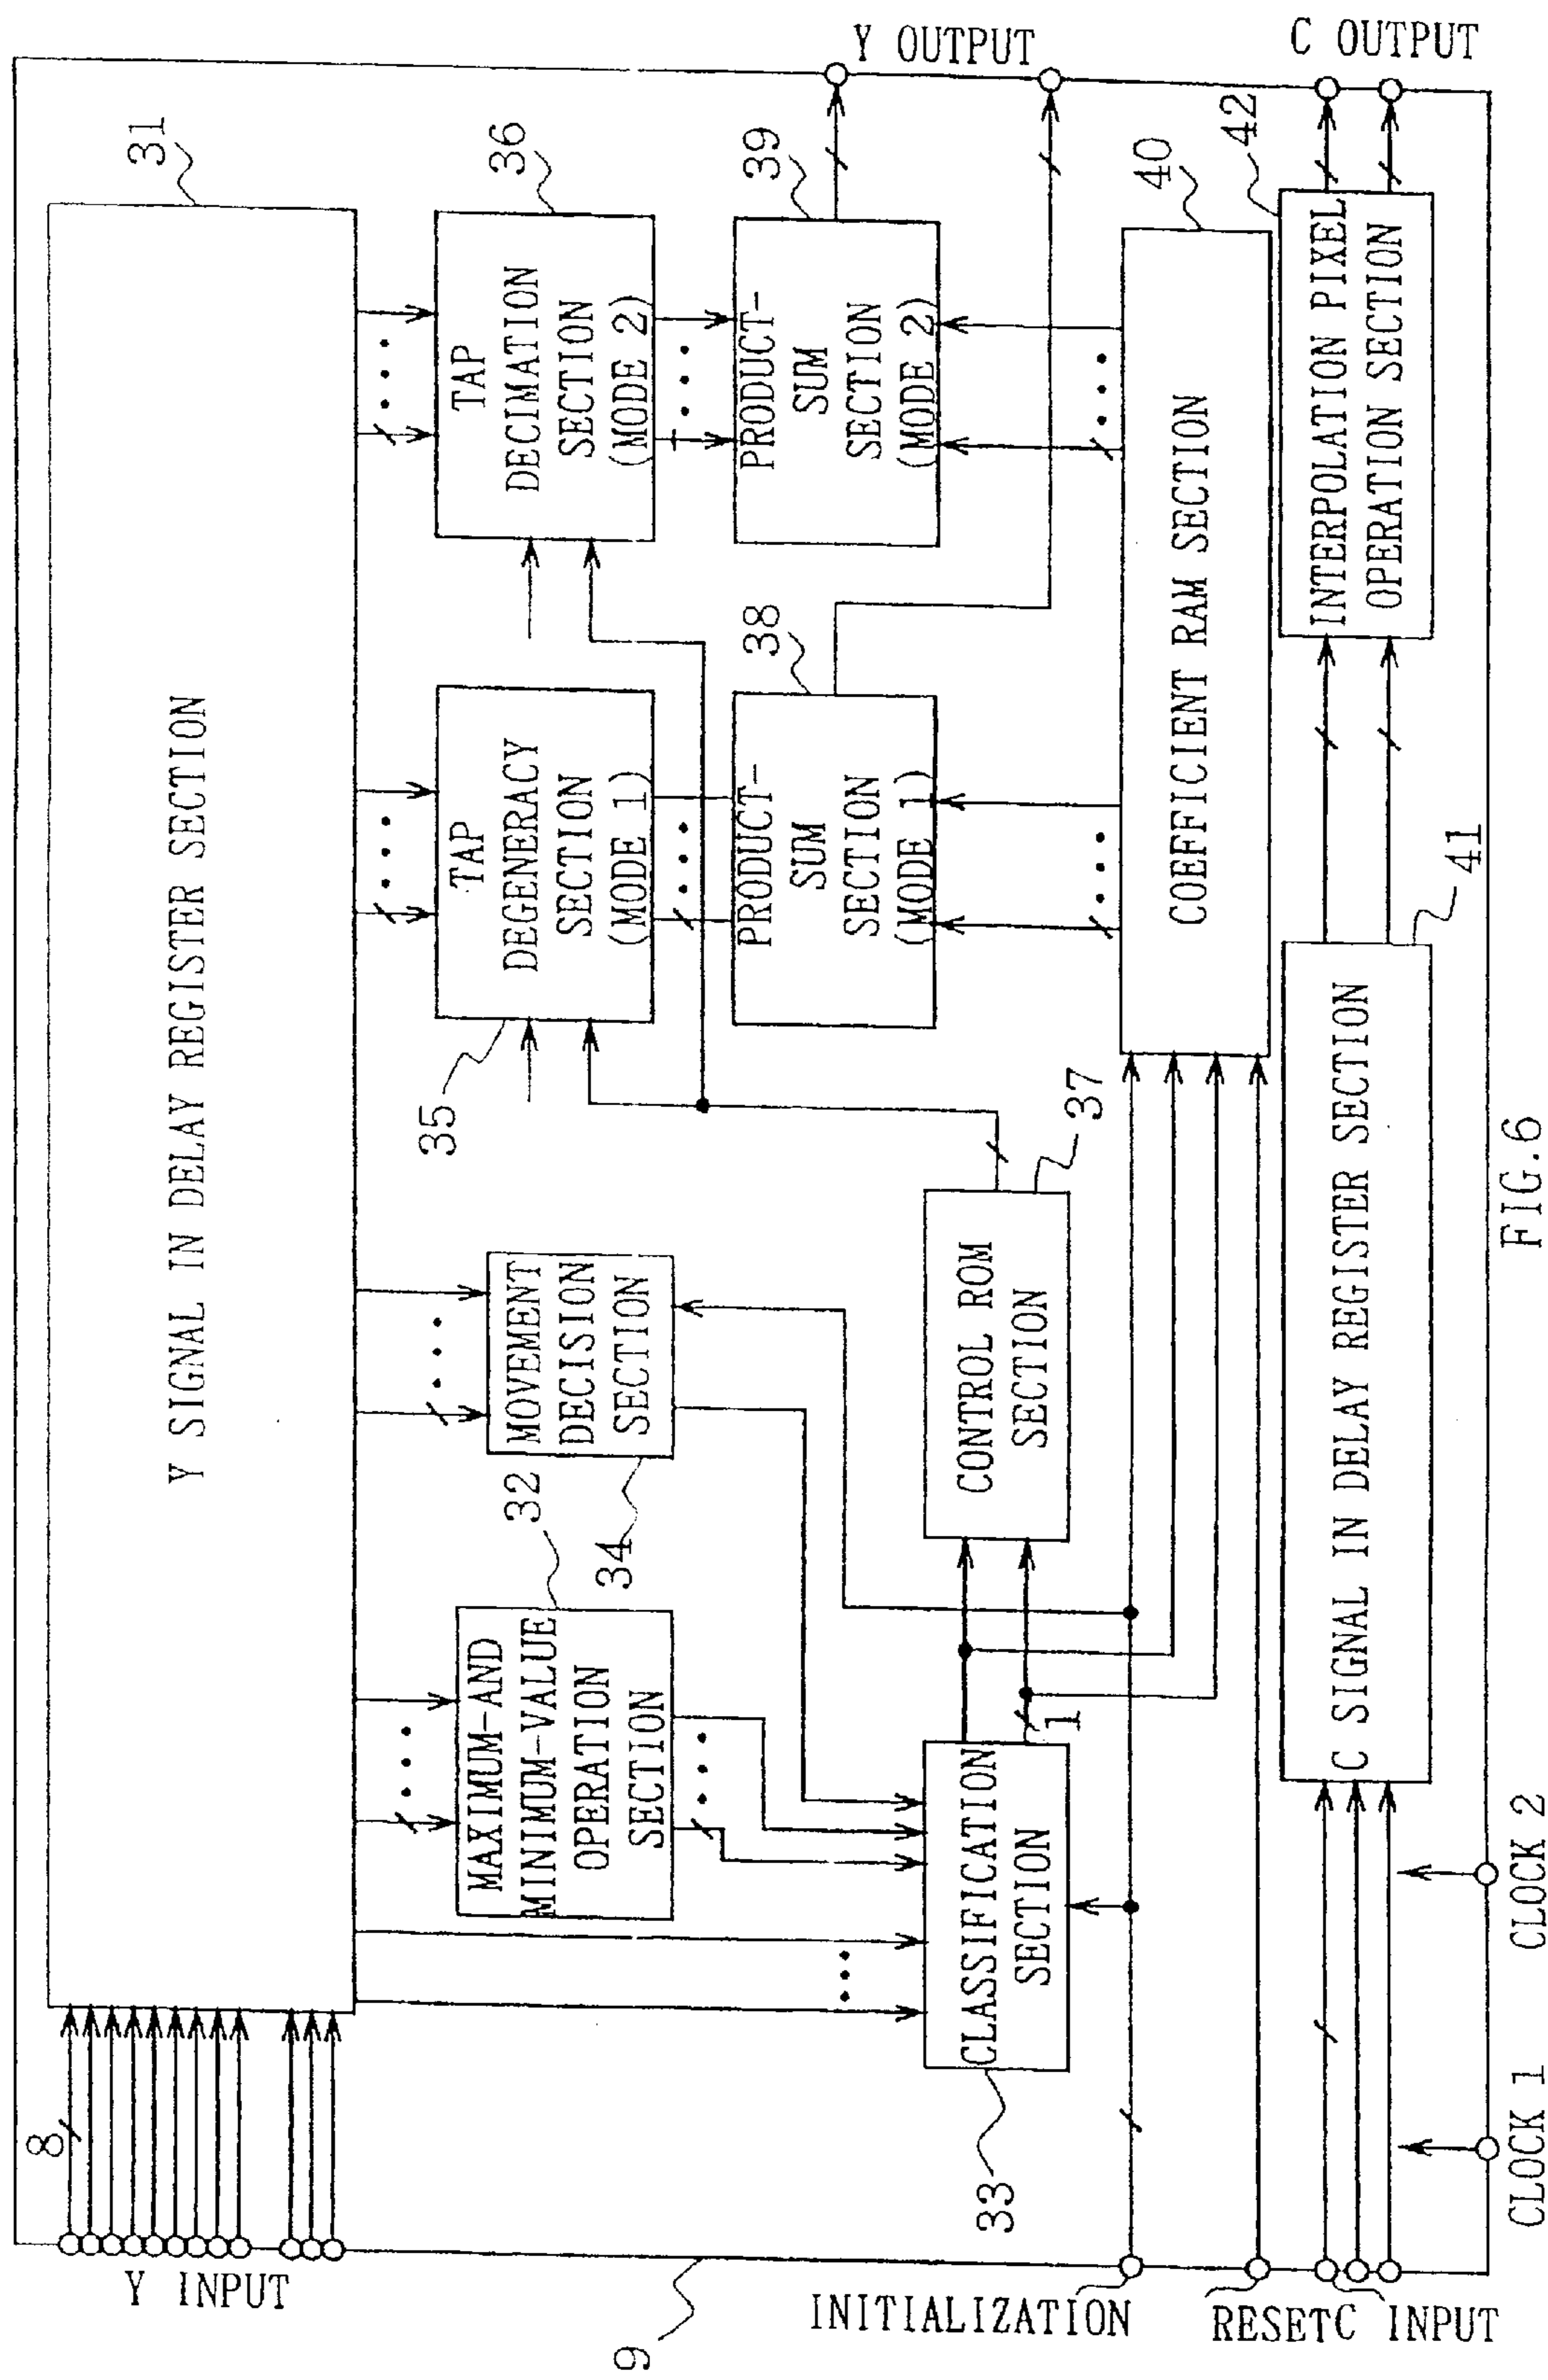 Y INPUT
8
9
Y SIGNAL IN DELAY REGISTER SECTION
31
MAXIMUM-AND
MINIMUM-VALUE
OPERATION
SECTION
32
MOVEMENT
DECISION
SECTION
34
TAP
DEGENERACY
SECTION
(MODE 1)
35
TAP
DECIMATION
SECTION
(MODE 2)
36
PRODUCT-
SUM
SECTION
(MODE 1)
38
PRODUCT-
SUM
SECTION
(MODE 2)
39
Y OUTPUT
CLASSIFICATION
SECTION
33
1
CONTROL ROM
SECTION
37
COEFFICIENT RAM SECTION
40
INITIALIZATION
RESET
C INPUT
C SIGNAL IN DELAY REGISTER SECTION
41
INTERPOLATION PIXEL
OPERATION SECTION
42
C OUTPUT
CLOCK 1
CLOCK 2
FIG.6